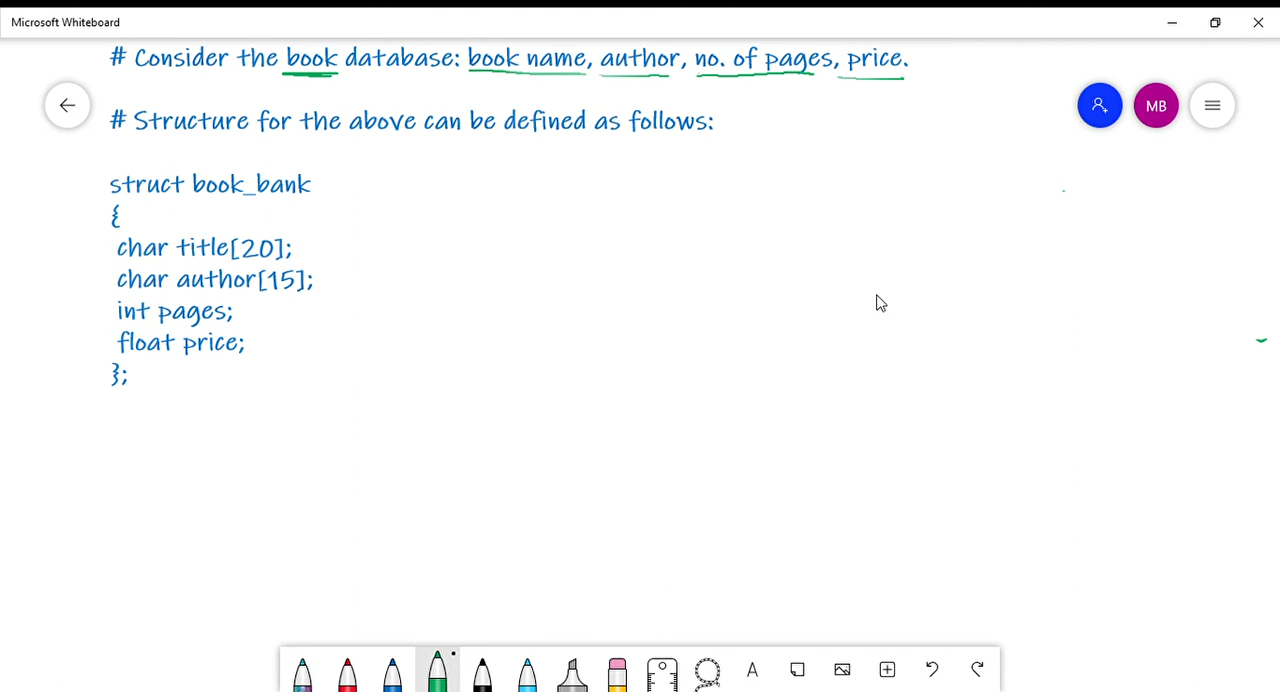 Microsoft Whiteboard
# Consider the book database: book name, author, no. of pages, price.
MB
# Structure for the above can be defined as follows:
struct book_bank
{
char title[20];
char author[15];
int pages;
float price;
};
A